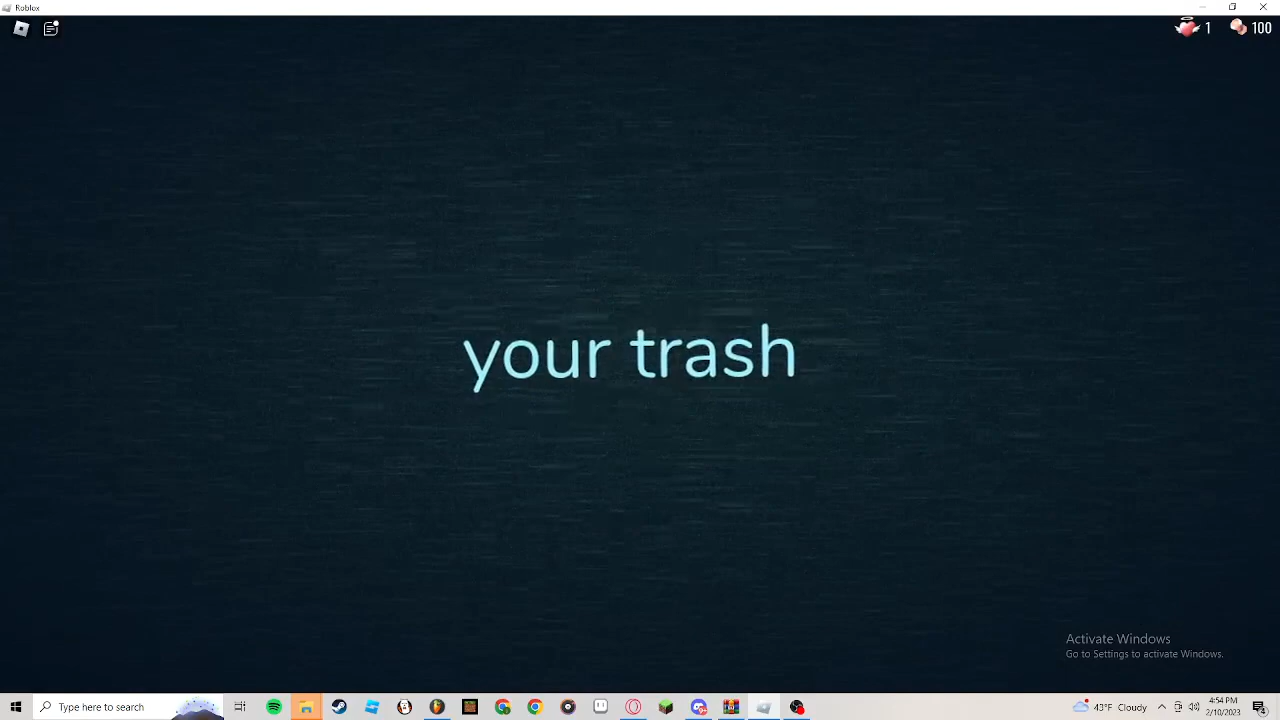 Roblox
1
100
your trash
Activate Windows
Go to Settings to activate Windows.
Type here to search
43°F Cloudy
4:54 PM
2/10/2023